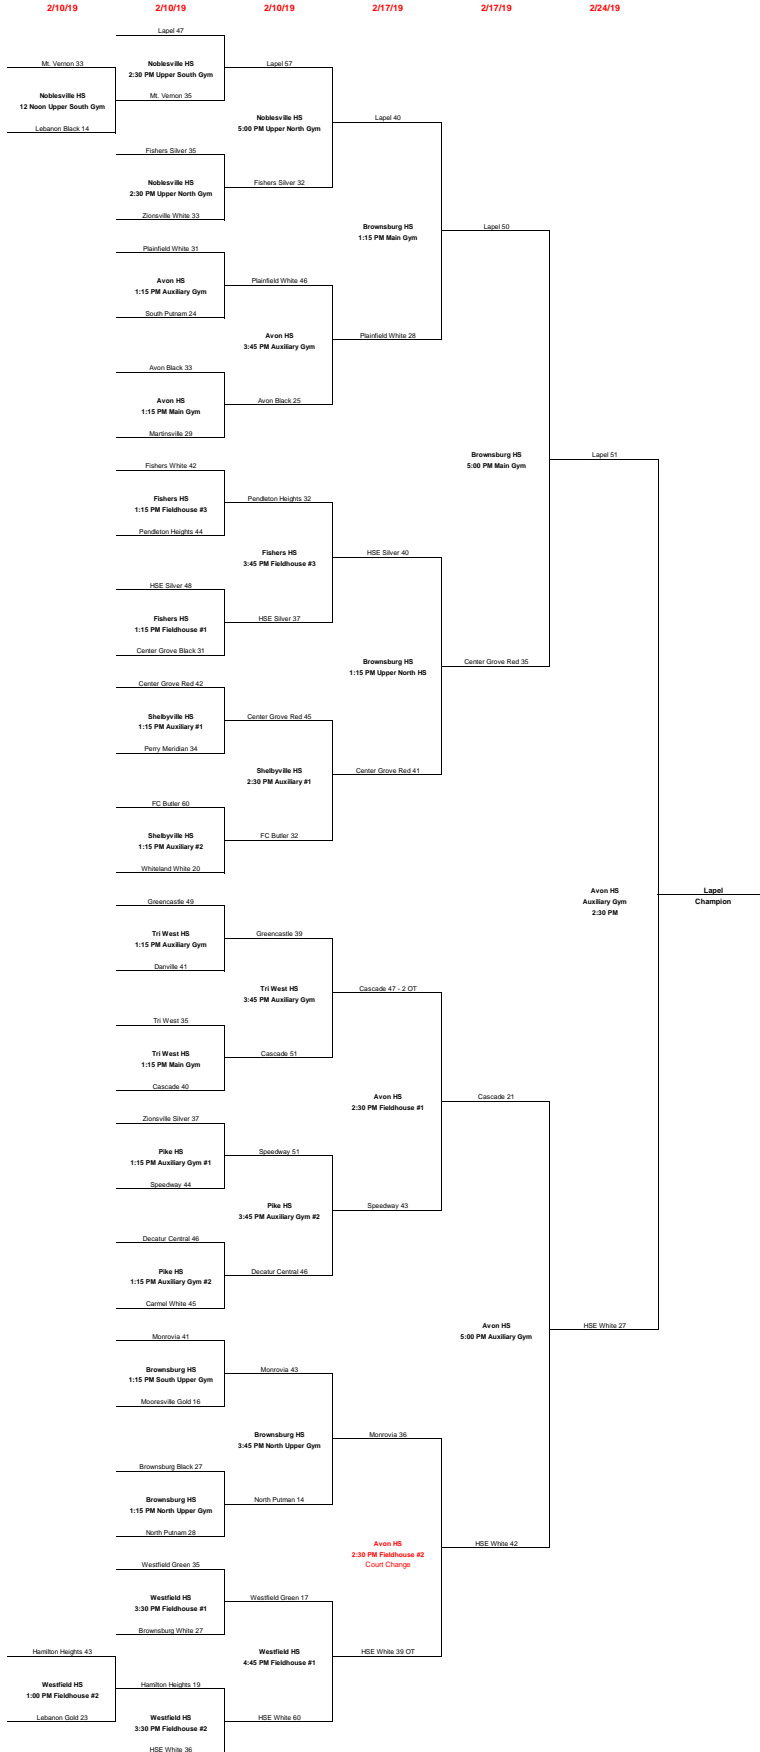 2/10/19 2/10/19 2/10/19 2/17/19 2/17/19 2/24/19
Lapel 47
Mt. Vernon 33
Noblesville HS
2:30 PM Upper South Gym
Lapel 57
Noblesville HS
12 Noon Upper South Gym
Mt. Vernon 35
Lebanon Black 14
Noblesville HS
5:00 PM Upper North Gym
Lapel 40
Fishers Silver 35
Noblesville HS
2:30 PM Upper North Gym
Fishers Silver 32
Zionsville White 33
Brownsburg HS
1:15 PM Main Gym
Lapel 50
Plainfield White 31
Avon HS
1:15 PM Auxiliary Gym
Plainfield White 46
South Putnam 24
Avon HS
3:45 PM Auxiliary Gym
Plainfield White 28
Avon Black 33
Avon HS
1:15 PM Main Gym
Avon Black 25
Martinsville 29
Brownsburg HS
5:00 PM Main Gym
Lapel 51
Fishers White 42
Fishers HS
1:15 PM Fieldhouse #3
Pendleton Heights 32
Pendleton Heights 44
Fishers HS
3:45 PM Fieldhouse #3
HSE Silver 40
HSE Silver 48
Fishers HS
1:15 PM Fieldhouse #1
HSE Silver 37
Center Grove Black 31
Brownsburg HS
1:15 PM Upper North HS
Center Grove Red 35
Center Grove Red 42
Shelbyville HS
1:15 PM Auxiliary #1
Center Grove Red 45
Perry Meridian 34
Shelbyville HS
2:30 PM Auxiliary #1
Center Grove Red 41
FC Butler 60
Shelbyville HS
1:15 PM Auxiliary #2
FC Butler 32
Whiteland White 20
Avon HS
Auxiliary Gym
2:30 PM
Lapel
Champion
Greencastle 49
Tri West HS
1:15 PM Auxiliary Gym
Greencastle 39
Danville 41
Tri West HS
3:45 PM Auxiliary Gym
Cascade 47 - 2 OT
Tri West 35
Tri West HS
1:15 PM Main Gym
Cascade 51
Cascade 40
Avon HS
2:30 PM Fieldhouse #1
Cascade 21
Zionsville Silver 37
Pike HS
1:15 PM Auxiliary Gym #1
Speedway 51
Speedway 44
Pike HS
3:45 PM Auxiliary Gym #2
Speedway 43
Decatur Central 46
Pike HS
1:15 PM Auxiliary Gym #2
Decatur Central 46
Carmel White 45
Avon HS
5:00 PM Auxiliary Gym
HSE White 27
Monrovia 41
Brownsburg HS
1:15 PM South Upper Gym
Monrovia 43
Mooresville Gold 16
Brownsburg HS
3:45 PM North Upper Gym
Monrovia 36
Brownsburg Black 27
Brownsburg HS
1:15 PM North Upper Gym
North Putman 14
North Putnam 28
Avon HS
2:30 PM Fieldhouse #2
Court Change
HSE White 42
Westfield Green 35
Westfield HS
3:30 PM Fieldhouse #1
Westfield Green 17
Brownsburg White 27
Westfield HS
4:45 PM Fieldhouse #1
HSE White 39 OT
Hamilton Heights 43
Westfield HS
1:00 PM Fieldhouse #2
Hamilton Heights 19
Lebanon Gold 23
Westfield HS
3:30 PM Fieldhouse #2
HSE White 60
HSE White 36